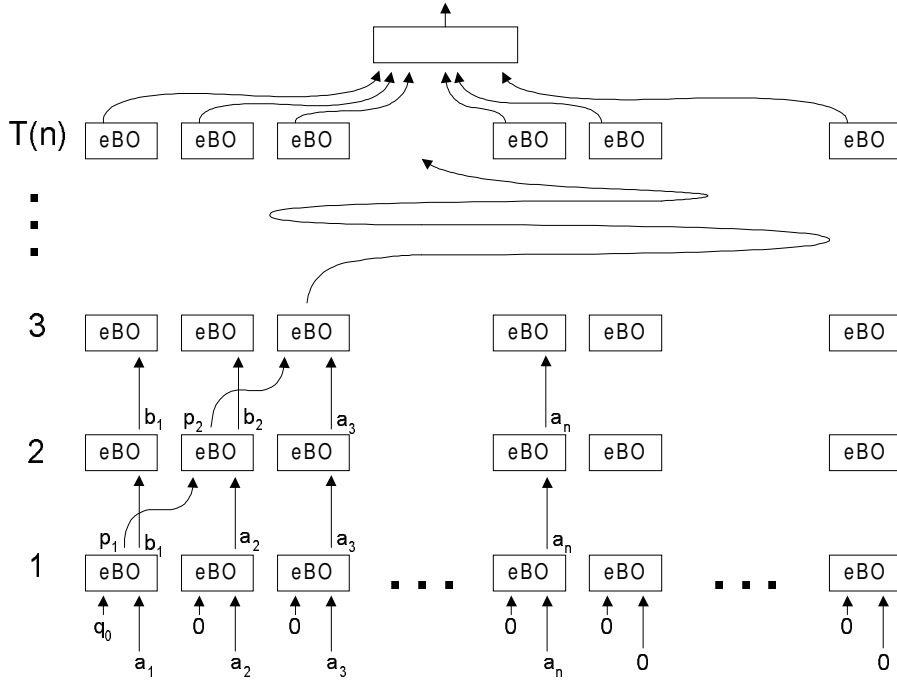 T(n) eBO eBO eBO eBO eBO eBO
3 eBO eBO eBO eBO eBO eBO
b₁ p₂ b₂ a₃ aₙ
2 eBO eBO eBO eBO eBO eBO
p₁ b₁ a₂ a₃ aₙ
1 eBO eBO eBO . . . eBO eBO . . . eBO
q₀ 0 0 0 0 0
a₁ a₂ a₃ aₙ 0 0